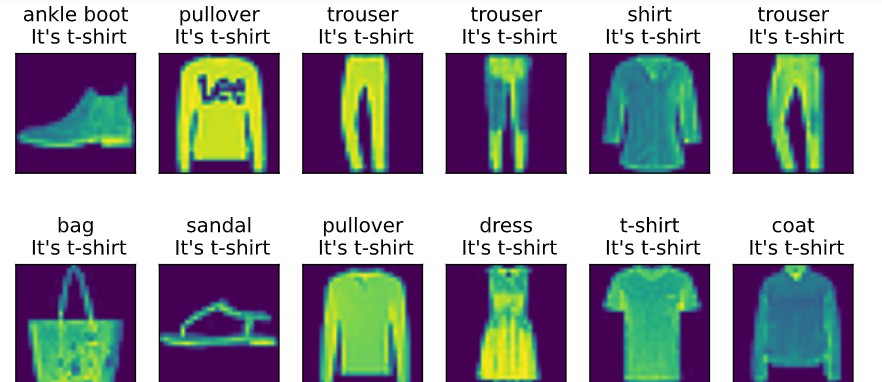 ankle boot pullover trouser trouser shirt trouser
It's t-shirt It's t-shirt It's t-shirt It's t-shirt It's t-shirt It's t-shirt
Lee
bag sandal pullover dress t-shirt coat
It's t-shirt It's t-shirt It's t-shirt It's t-shirt It's t-shirt It's t-shirt